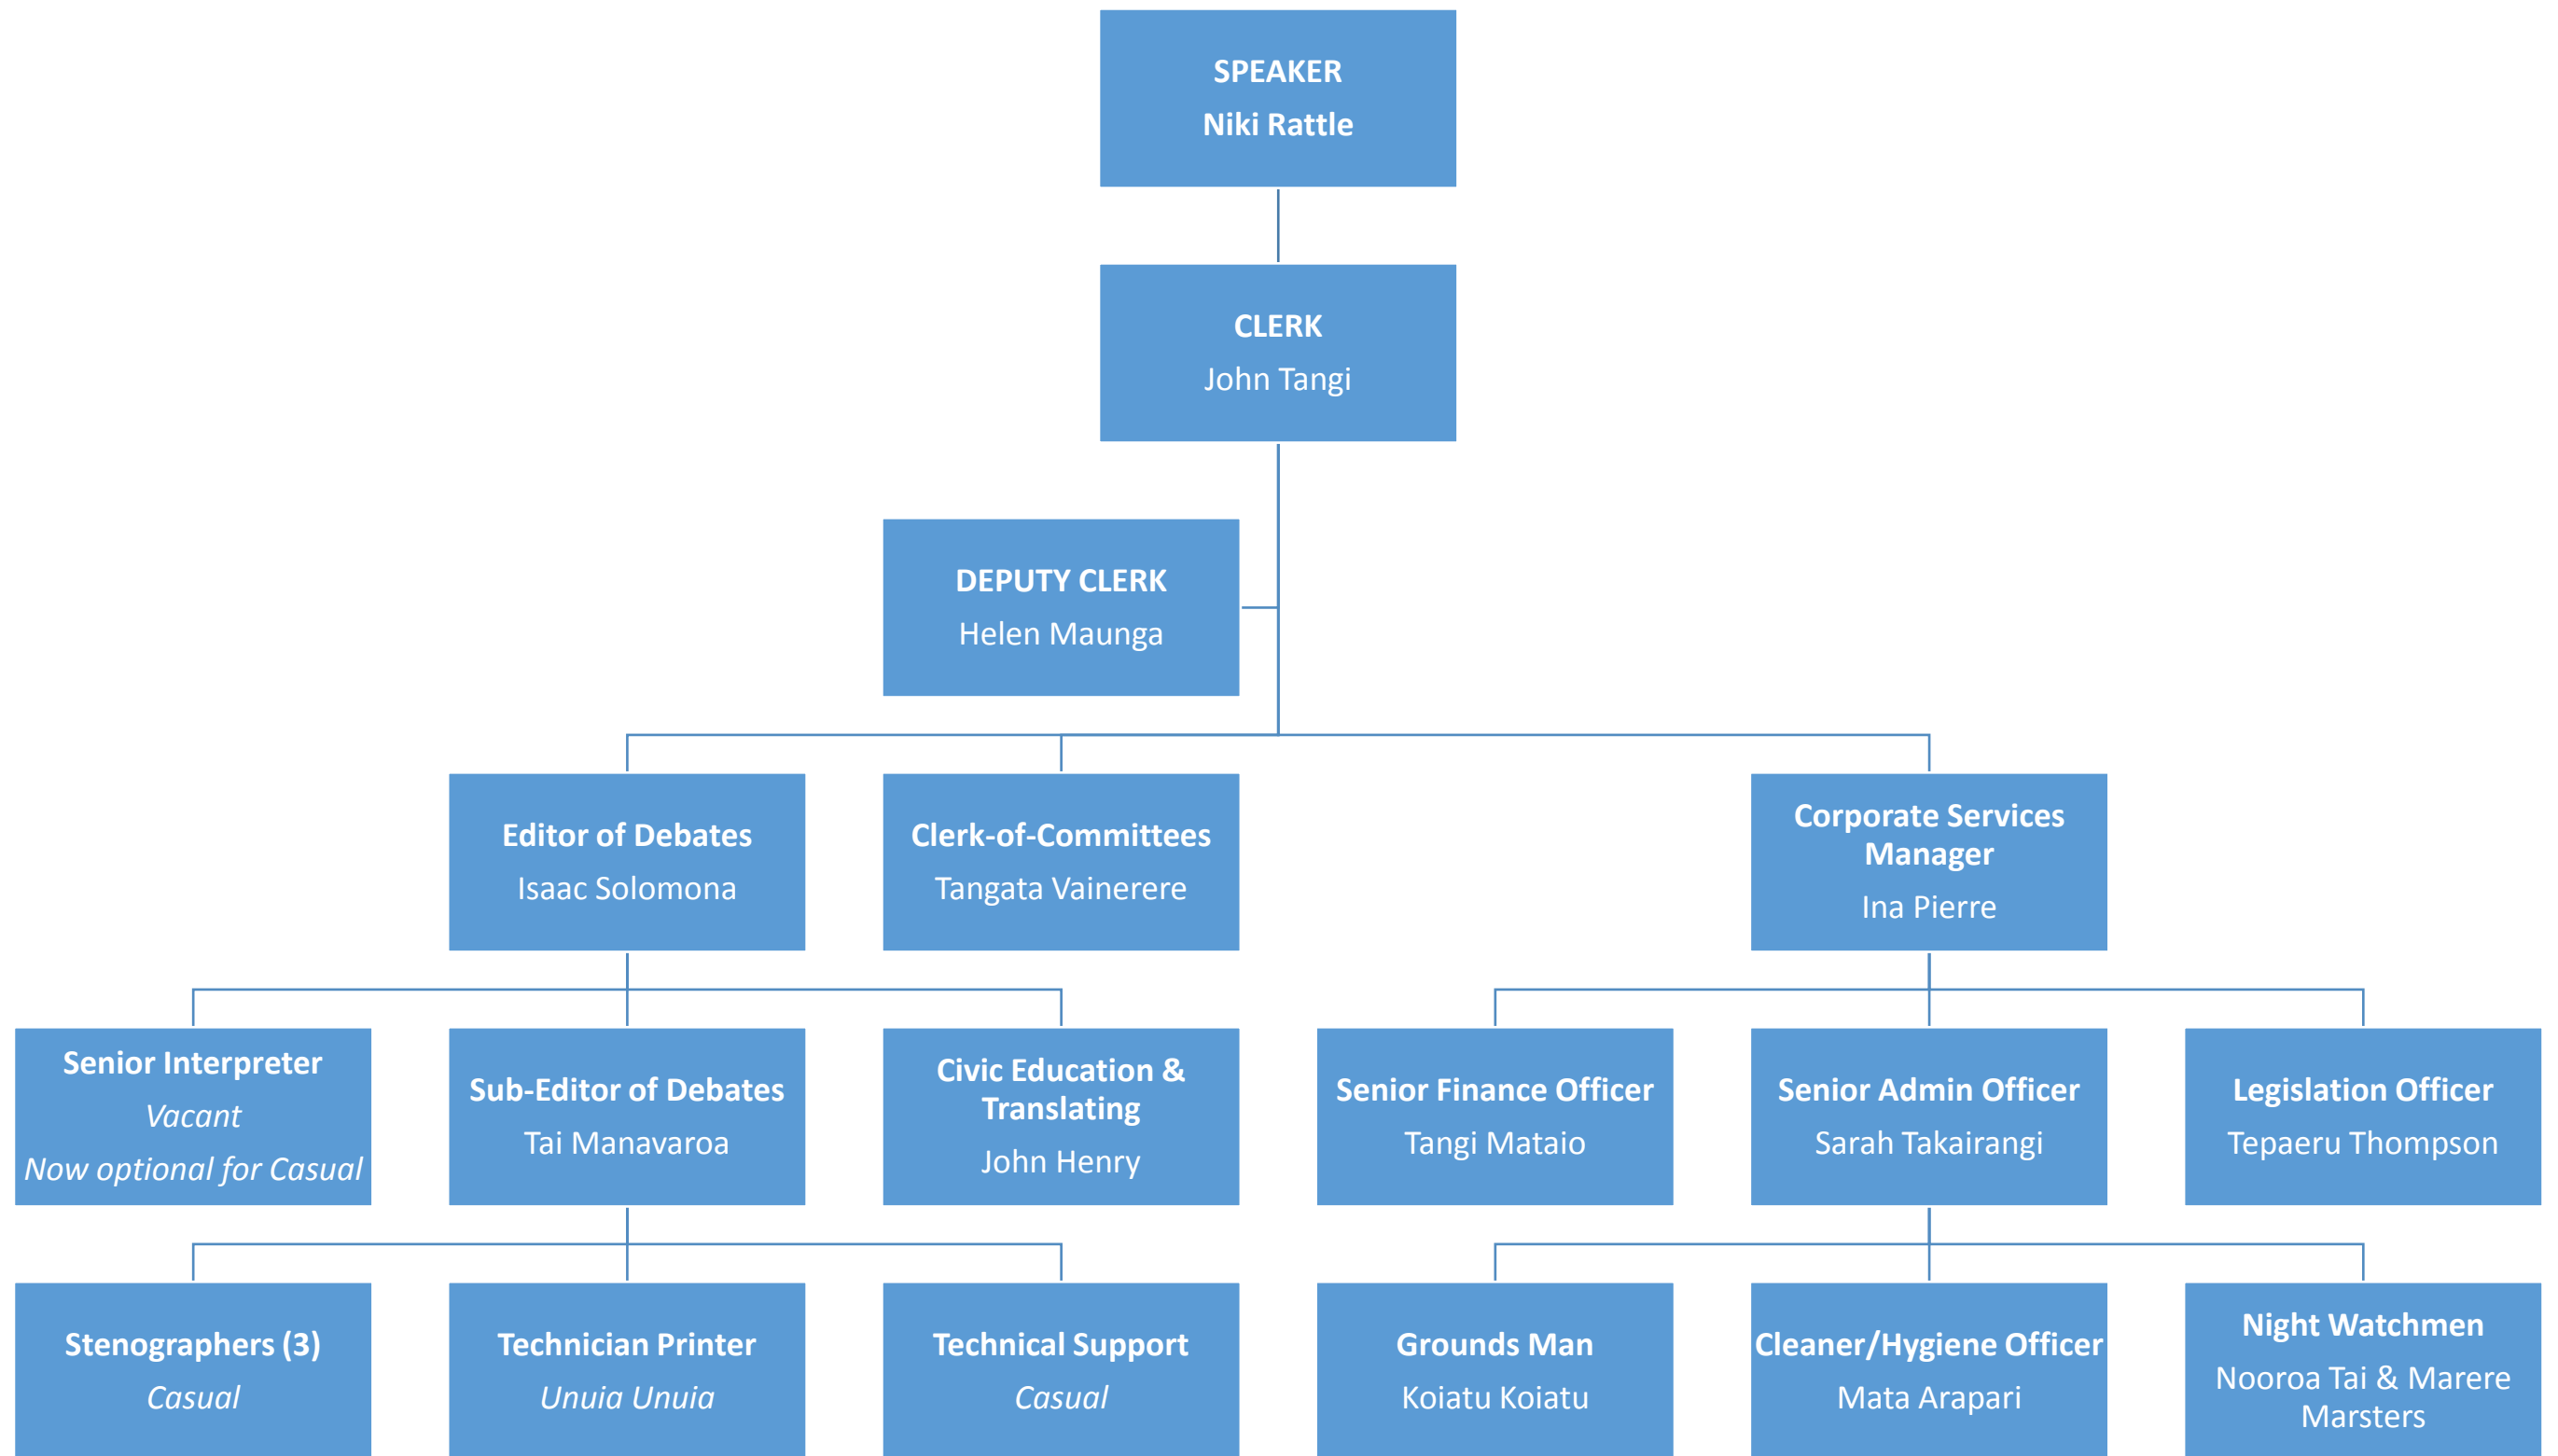 SPEAKER
Niki Rattle
CLERK
John Tangi
DEPUTY CLERK
Helen Maunga
Editor of Debates
Isaac Solomona
Clerk-of-Committees
Tangata Vainerere
Corporate Services
Manager
Ina Pierre
Senior Interpreter
Vacant
Now optional for Casual
Sub-Editor of Debates
Tai Manavaroa
Civic Education &
Translating
John Henry
Senior Finance Officer
Tangi Mataio
Senior Admin Officer
Sarah Takairangi
Legislation Officer
Tepaeru Thompson
Stenographers (3)
Casual
Technician Printer
Unuia Unuia
Technical Support
Casual
Grounds Man
Koiatu Koiatu
Cleaner/Hygiene Officer
Mata Arapari
Night Watchmen
Nooroa Tai & Marere
Marsters